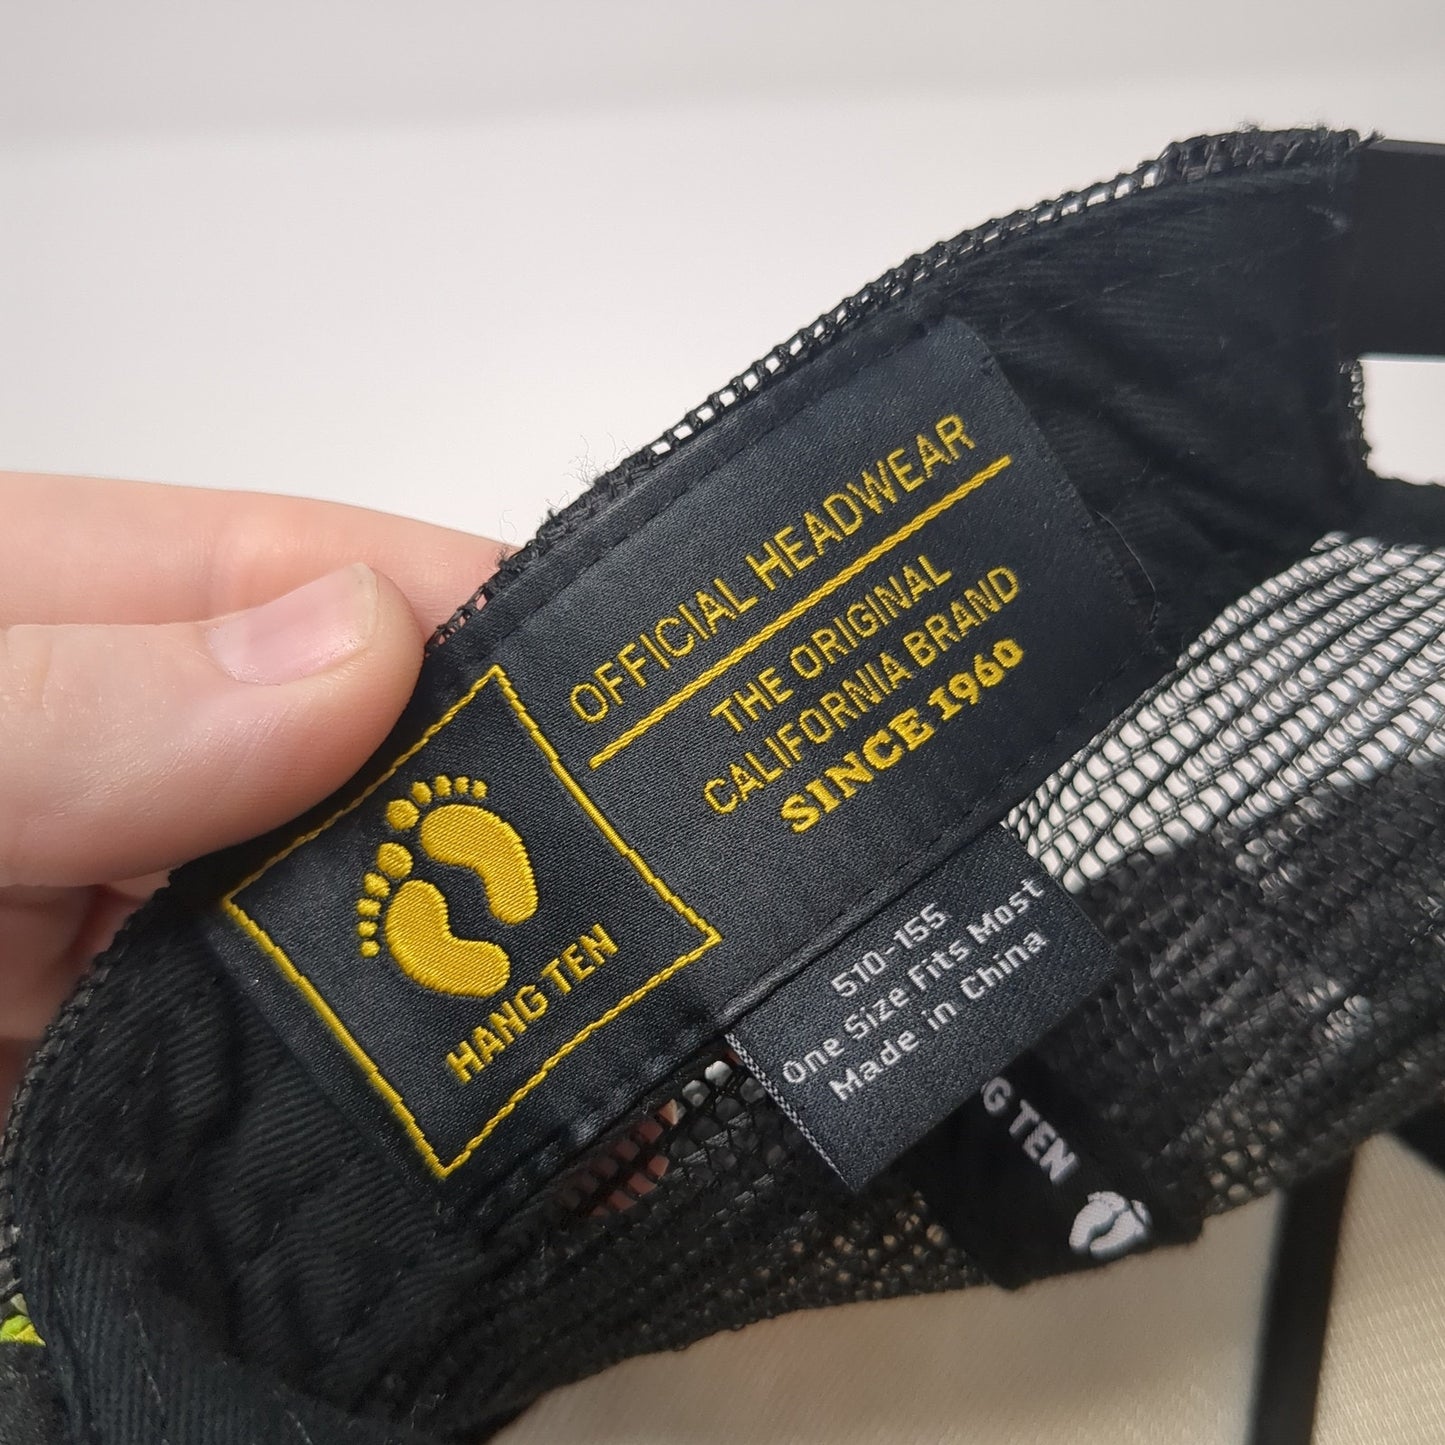 OFFICIAL HEADWEAR
THE ORIGINAL
CALIFORNIA BRAND
SINCE 1960
HANG TEN
510-155
One Size Fits Most
Made in China
G TEN